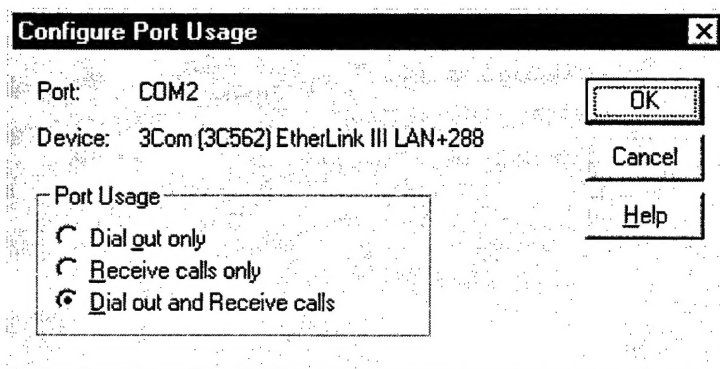 Configure Port Usage
Port: COM2
Device: 3Com (3C562) EtherLink III LAN+288
Port Usage
Dial out only
Receive calls only
Dial out and Receive calls
OK
Cancel
Help